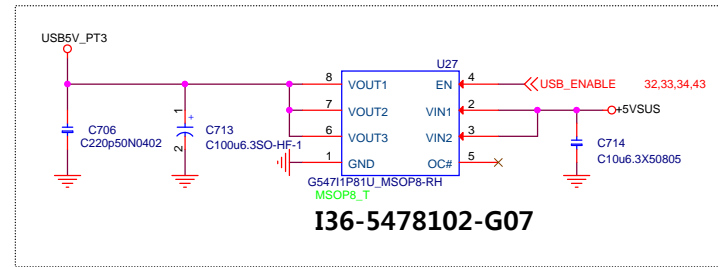 USB5V_PT3
U27
8 VOUT1 EN 4 USB_ENABLE 32,33,34,43
7 VOUT2 VIN1 2 +5VSUS
6 VOUT3 VIN2 3
1 GND OC# 5
C706
C220p50N0402
1
+
2
C713
C100u6.3SO-HF-1
C714
C10u6.3X50805
G547I1P81U_MSOP8-RH
MSOP8_T
I36-5478102-G07